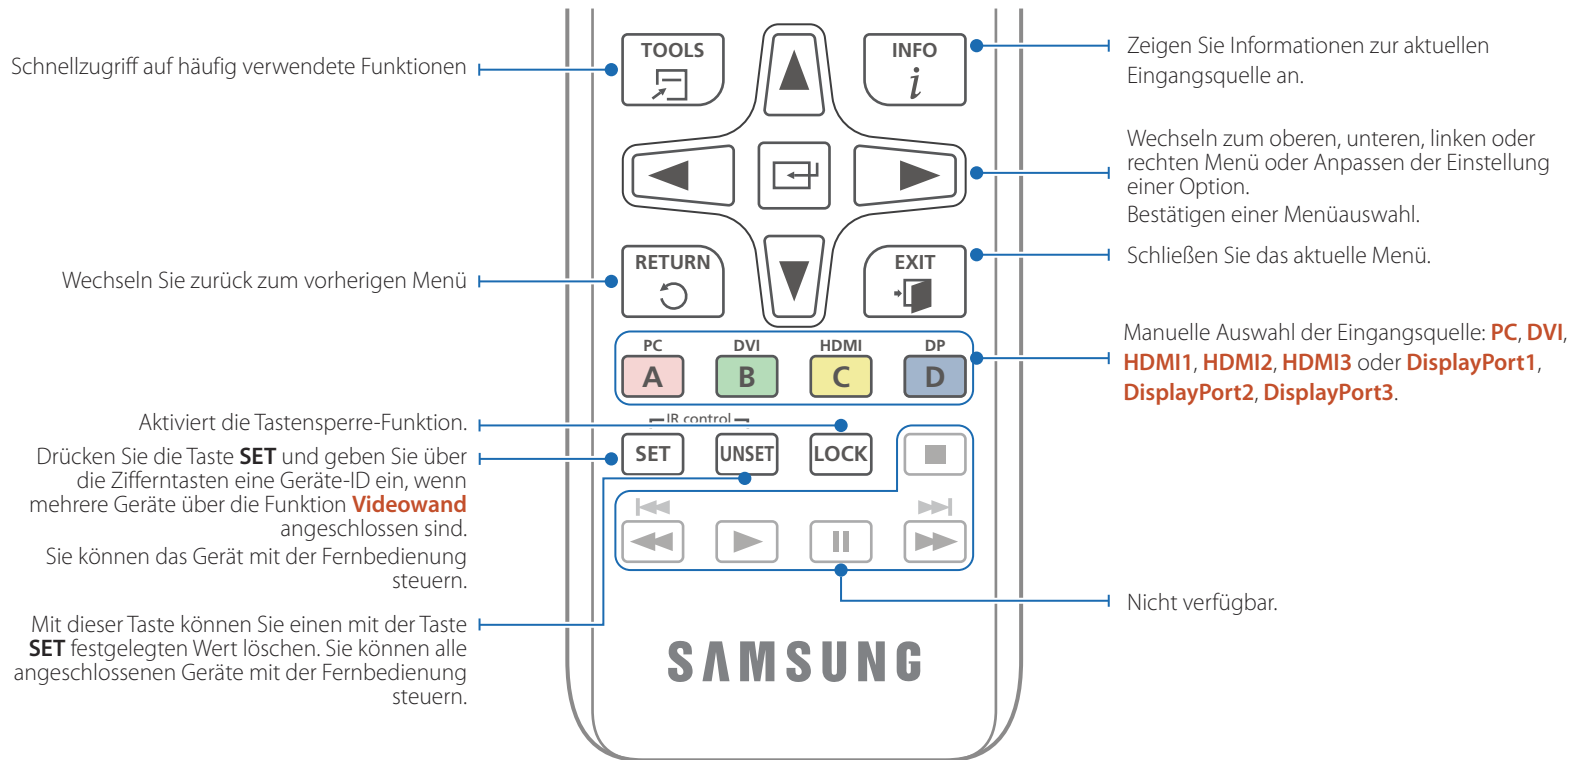 TOOLS
INFO
i
Schnellzugriff auf häufig verwendete Funktionen
Zeigen Sie Informationen zur aktuellen
Eingangsquelle an.
Wechseln zum oberen, unteren, linken oder
rechten Menü oder Anpassen der Einstellung
einer Option.
Bestätigen einer Menüauswahl.
RETURN
EXIT
Wechseln Sie zurück zum vorherigen Menü
Schließen Sie das aktuelle Menü.
PC DVI HDMI DP
A B C D
Manuelle Auswahl der Eingangsquelle: PC, DVI,
HDMI1, HDMI2, HDMI3 oder DisplayPort1,
DisplayPort2, DisplayPort3.
Aktiviert die Tastensperre-Funktion.
IR control
SET UNSET LOCK
Drücken Sie die Taste SET und geben Sie über
die Zifferntasten eine Geräte-ID ein, wenn
mehrere Geräte über die Funktion Videowand
angeschlossen sind.
Sie können das Gerät mit der Fernbedienung
steuern.
Nicht verfügbar.
Mit dieser Taste können Sie einen mit der Taste
SET festgelegten Wert löschen. Sie können alle
angeschlossenen Geräte mit der Fernbedienung
steuern.
SAMSUNG